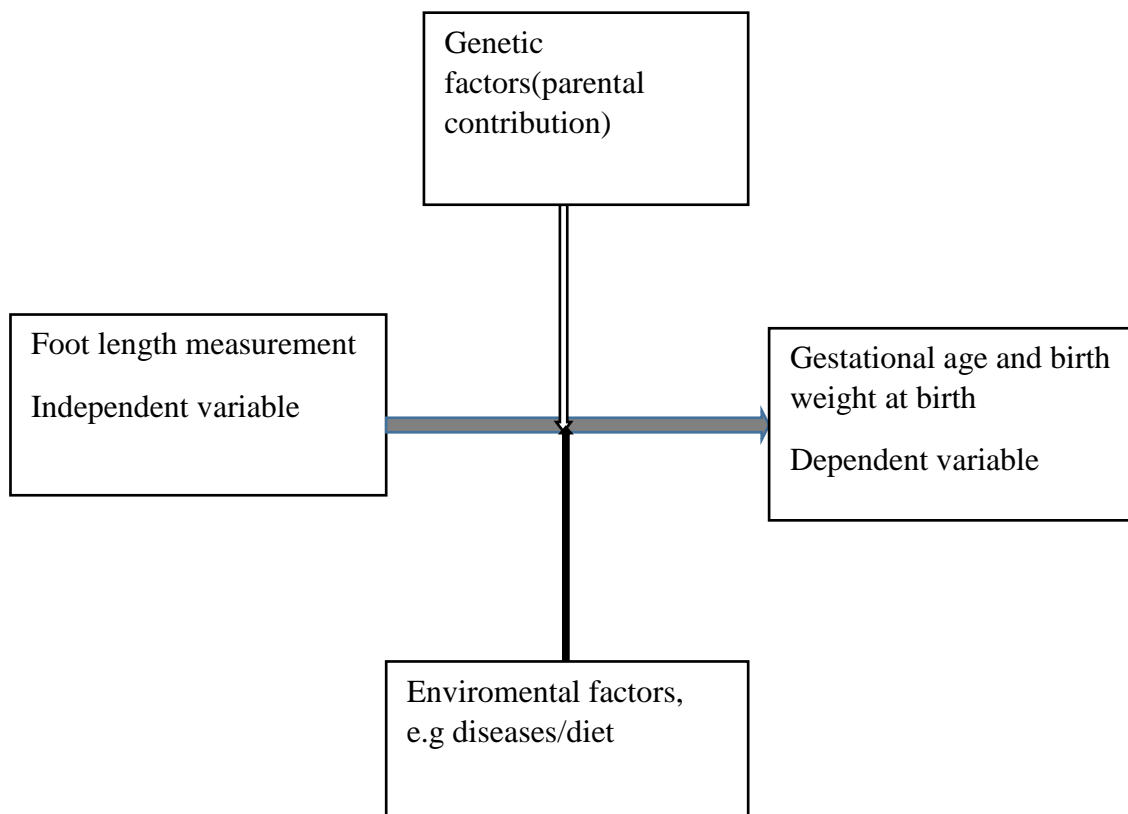 Genetic
factors(parental
contribution)
Foot length measurement
Independent variable
Gestational age and birth
weight at birth
Dependent variable
Enviromental factors,
e.g diseases/diet